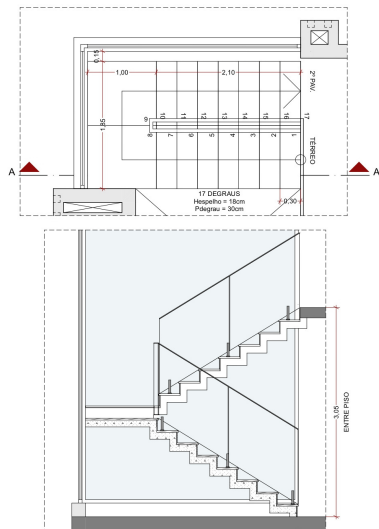 0,15
1,00
2,10
2º PAV.
1,85
9 10 11 12 13 14 15 16 17
8 7 6 5 4 3 2 1
TÉRREO
A
A
17 DEGRAUS
Hespelho = 18cm
Pdegrau = 30cm
0,30
3,05
ENTRE PISO